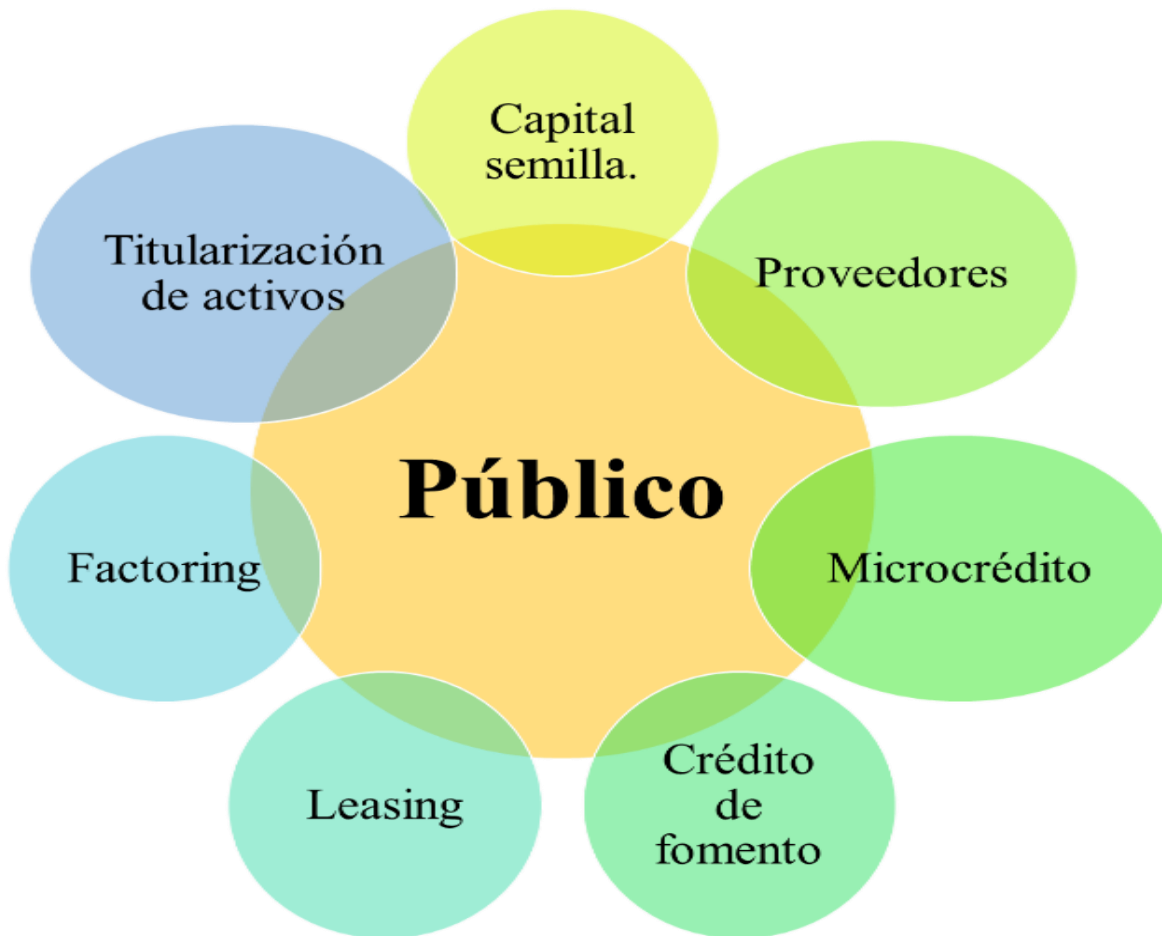 Capital
semilla.
Proveedores
Microcrédito
Crédito
de
fomento
Leasing
Factoring
Titularización
de activos
Público